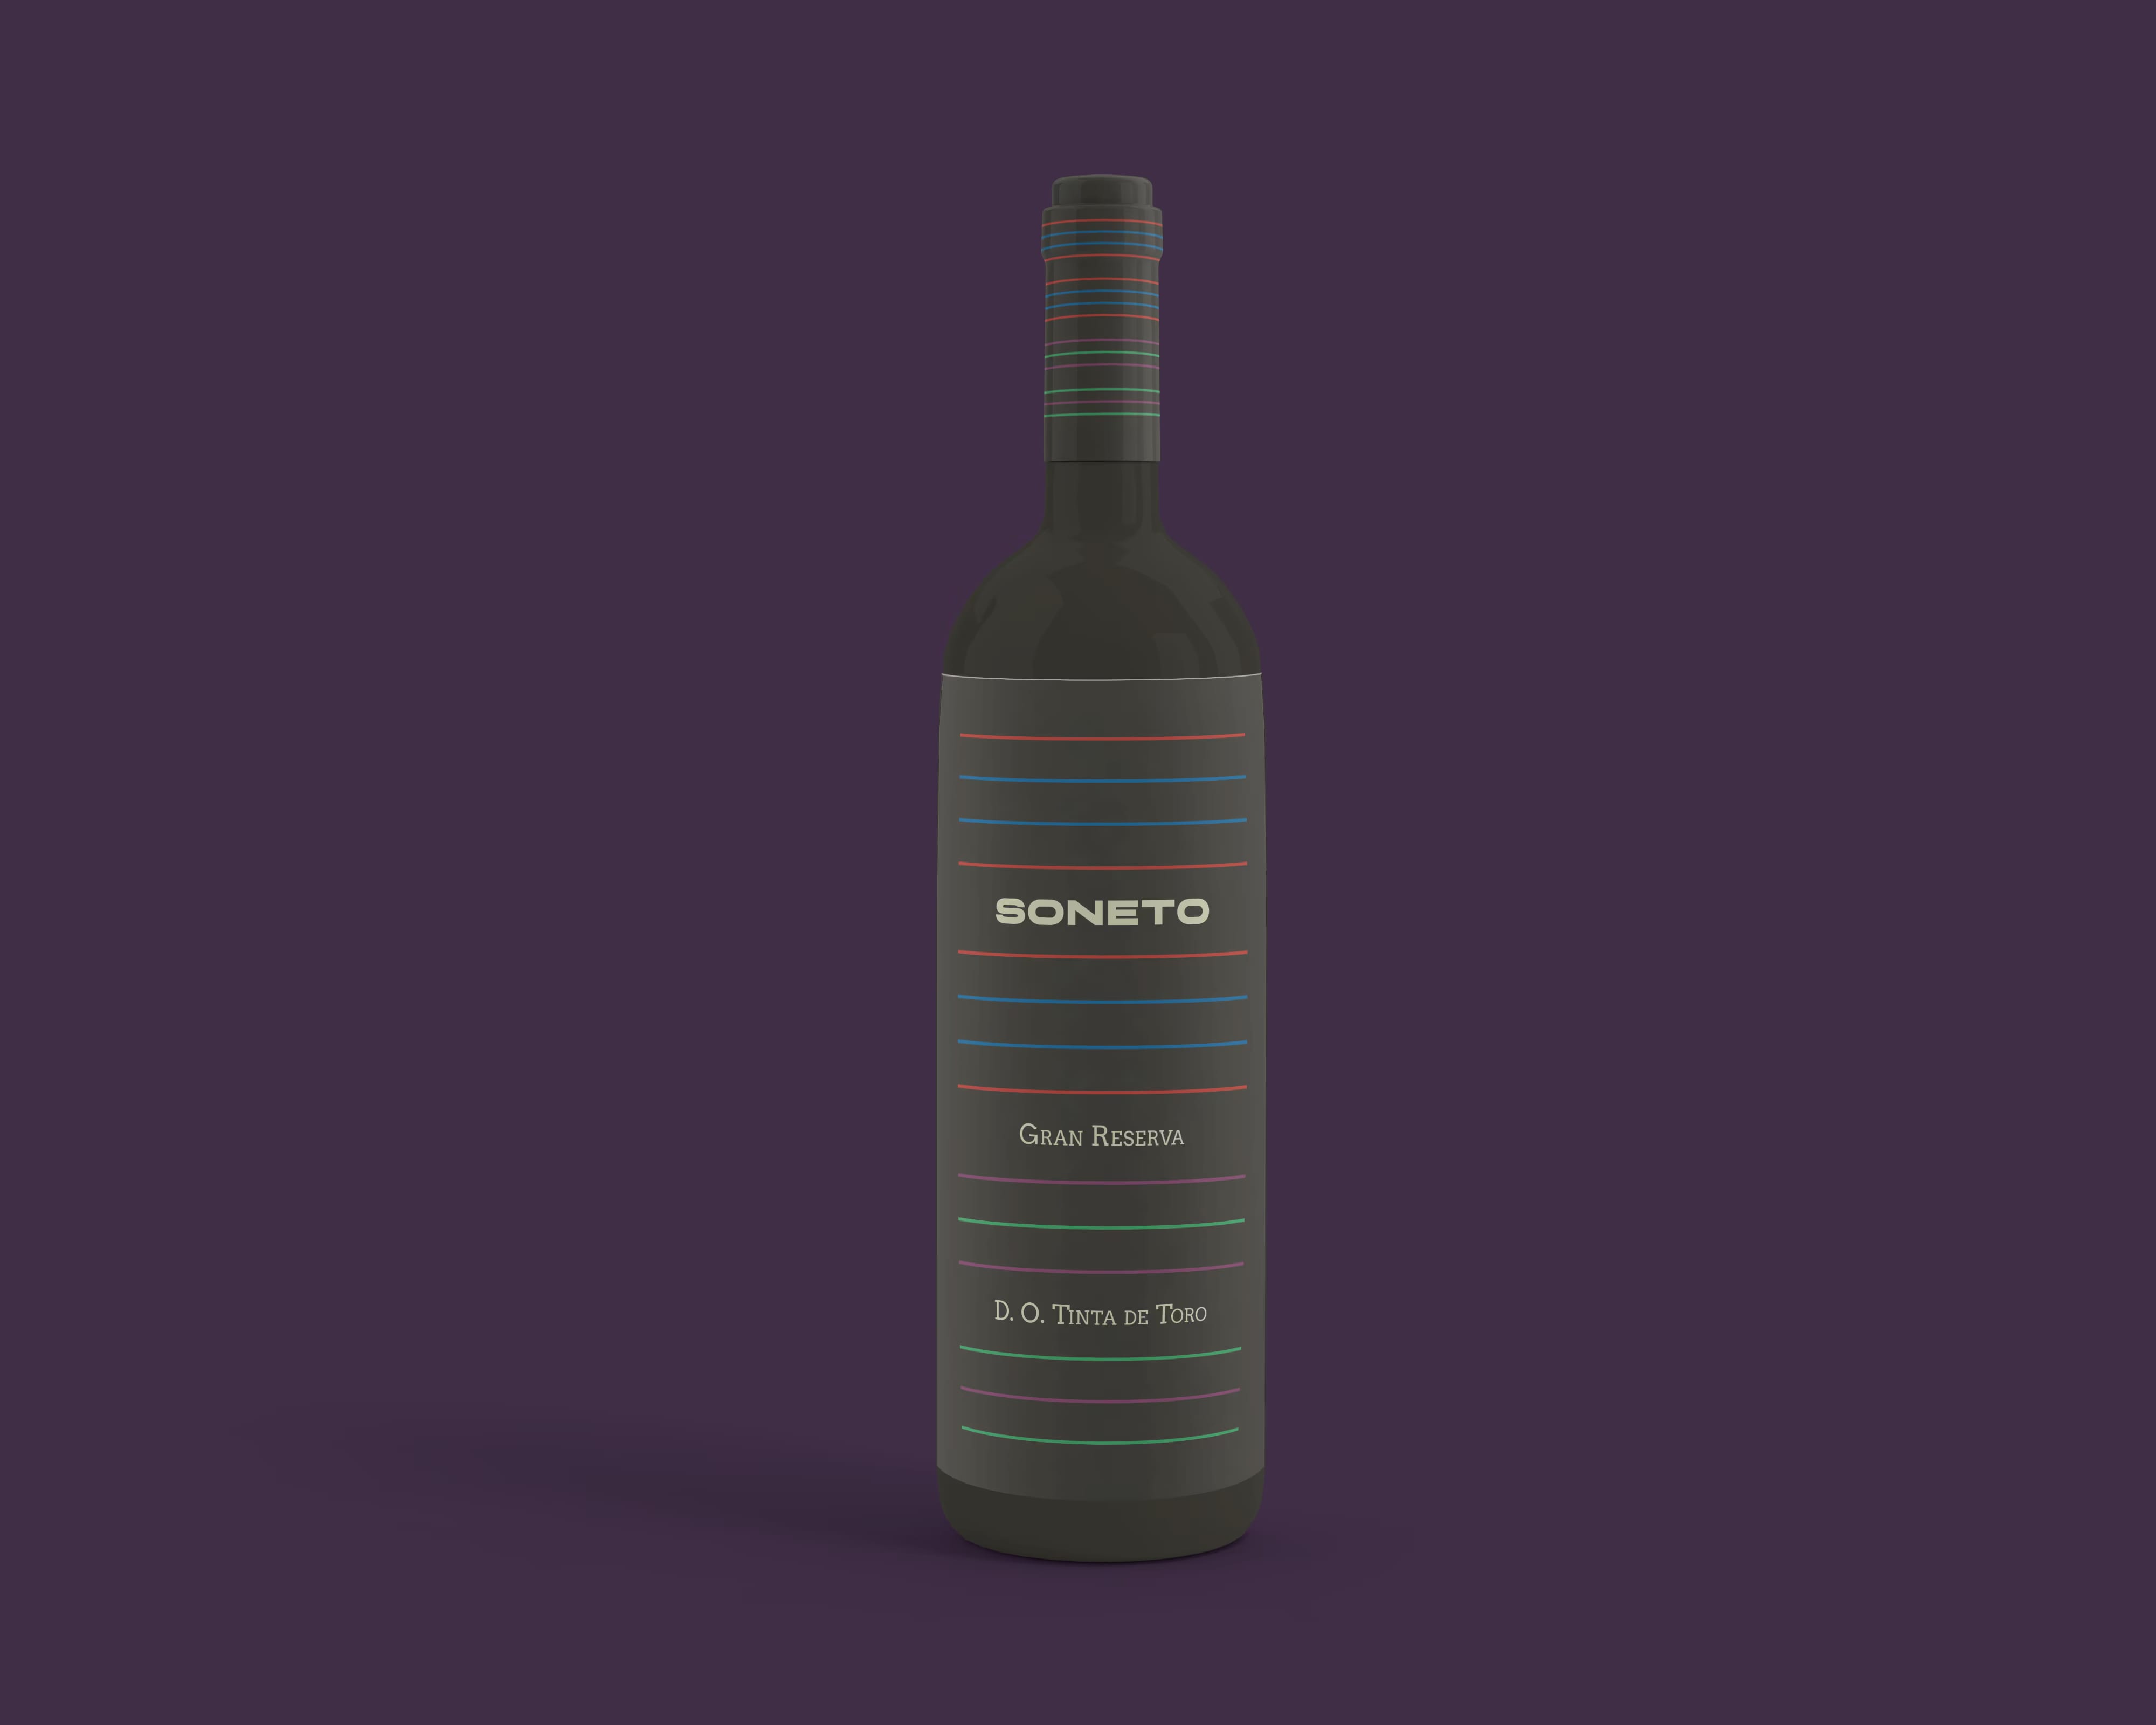 SONETO
Gran Reserva
D. O. Tinta de Toro